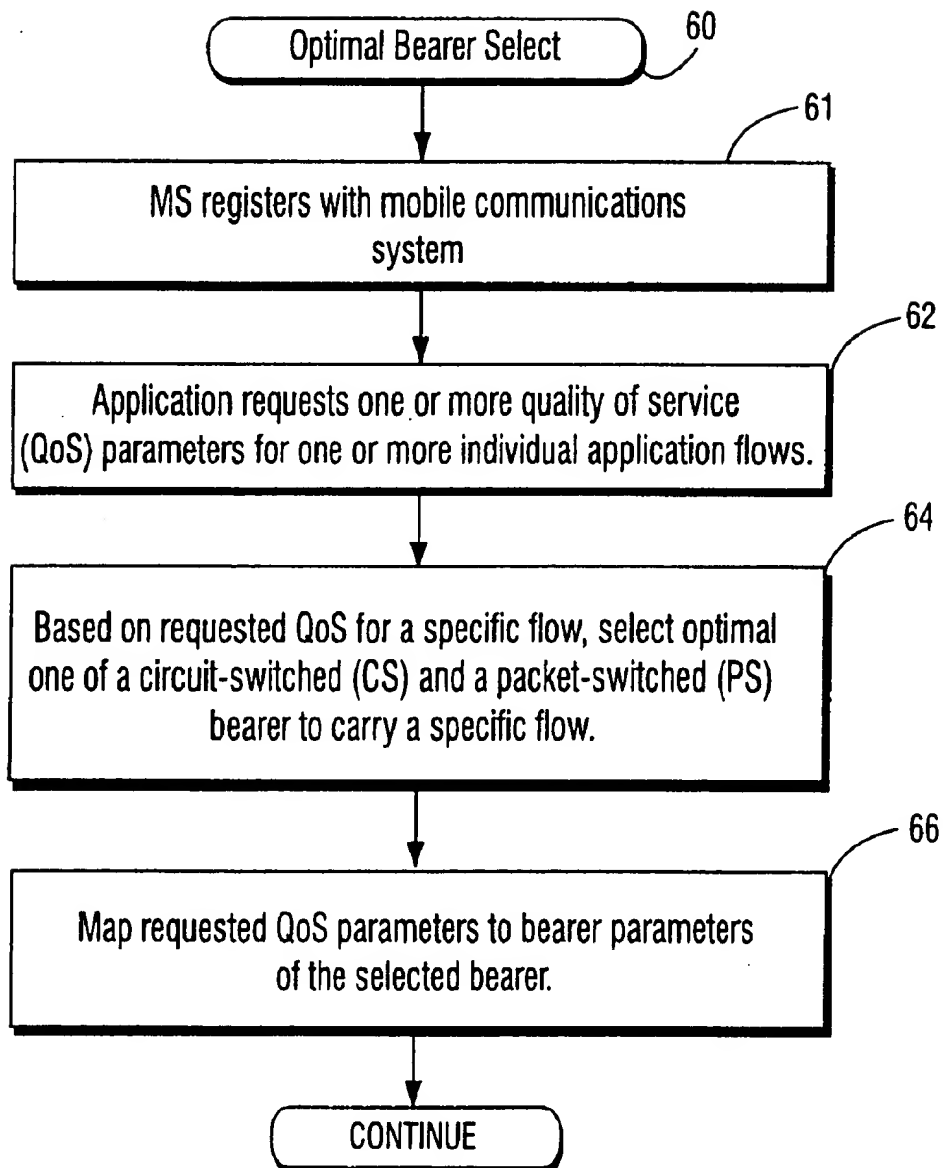 Optimal Bearer Select
60
61
MS registers with mobile communications
system
62
Application requests one or more quality of service
(QoS) parameters for one or more individual application flows.
64
Based on requested QoS for a specific flow, select optimal
one of a circuit-switched (CS) and a packet-switched (PS)
bearer to carry a specific flow.
66
Map requested QoS parameters to bearer parameters
of the selected bearer.
CONTINUE